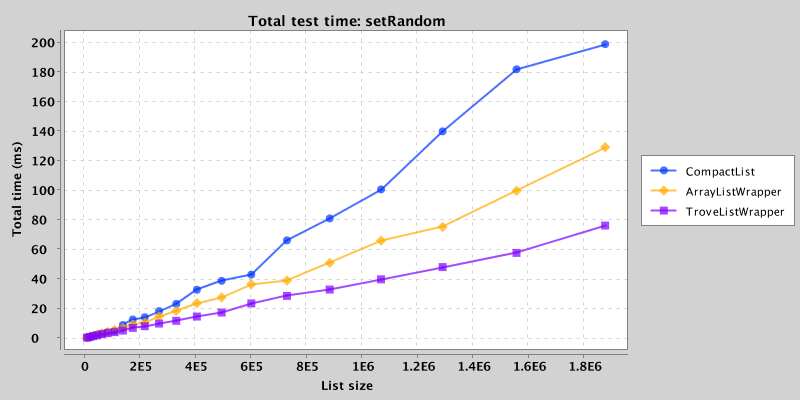 Total test time: setRandom
Total time (ms)
200
180
160
140
120
100
80
60
40
20
0
0 2E5 4E5 6E5 8E5 1E6 1.2E6 1.4E6 1.6E6 1.8E6
List size
CompactList
ArrayListWrapper
TroveListWrapper